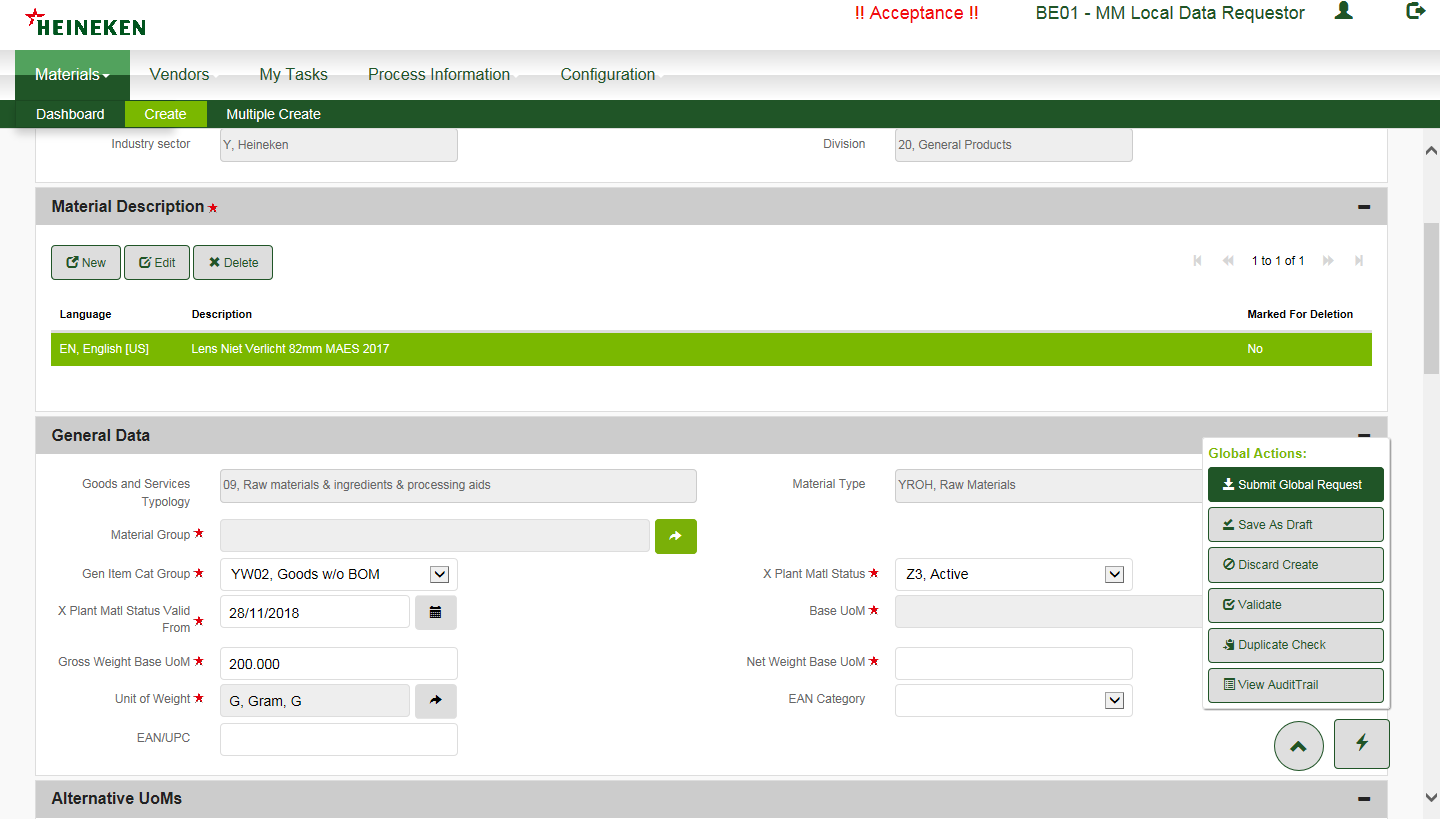 HEINEKEN
!! Acceptance !!
BE01 - MM Local Data Requestor
Materials
Vendors
My Tasks
Process Information
Configuration
Dashboard
Create
Multiple Create
Industry sector
Y, Heineken
Division
20, General Products
Material Description
New
Edit
Delete
1 to 1 of 1
Language
Description
Marked For Deletion
EN, English [US]
Lens Niet Verlicht 82mm MAES 2017
No
General Data
Goods and Services
Typology
09, Raw materials & ingredients & processing aids
Material Type
YROH, Raw Materials
Material Group
Gen Item Cat Group
YW02, Goods w/o BOM
X Plant Matl Status
Z3, Active
X Plant Matl Status Valid
From
28/11/2018
Base UoM
Gross Weight Base UoM
200.000
Net Weight Base UoM
Unit of Weight
G, Gram, G
EAN Category
EAN/UPC
Global Actions:
Submit Global Request
Save As Draft
Discard Create
Validate
Duplicate Check
View AuditTrail
Alternative UoMs